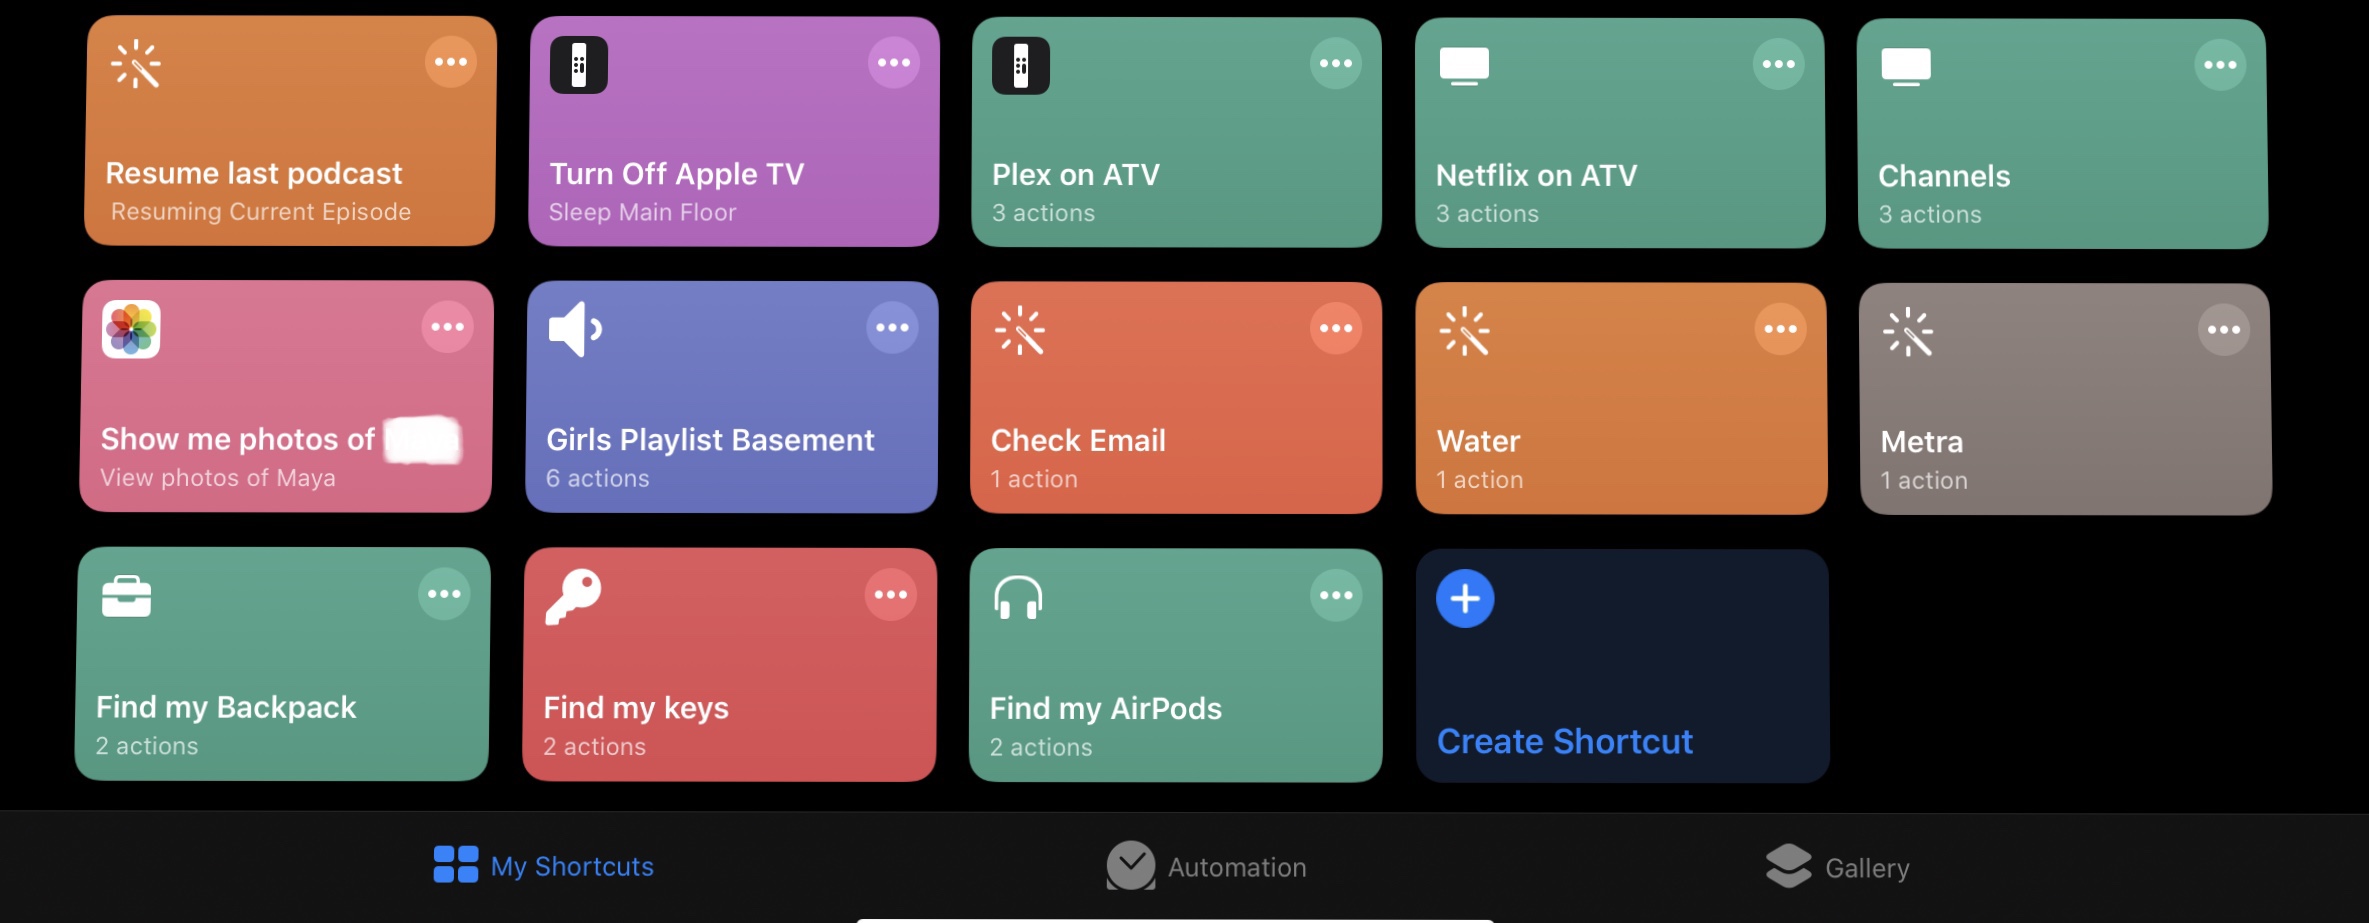 Resume last podcast
Resuming Current Episode
Turn Off Apple TV
Sleep Main Floor
Plex on ATV
3 actions
Netflix on ATV
3 actions
Channels
3 actions
Show me photos of
View photos of Maya
Girls Playlist Basement
6 actions
Check Email
1 action
Water
1 action
Metra
1 action
Find my Backpack
2 actions
Find my keys
2 actions
Find my AirPods
2 actions
Create Shortcut
My Shortcuts
Automation
Gallery